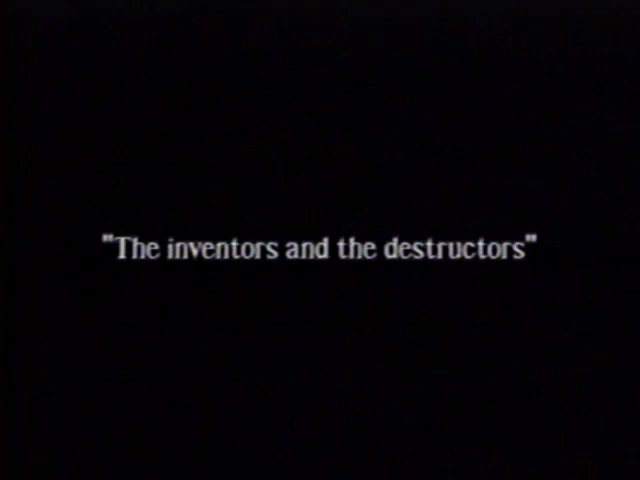 "The inventors and the destructors"